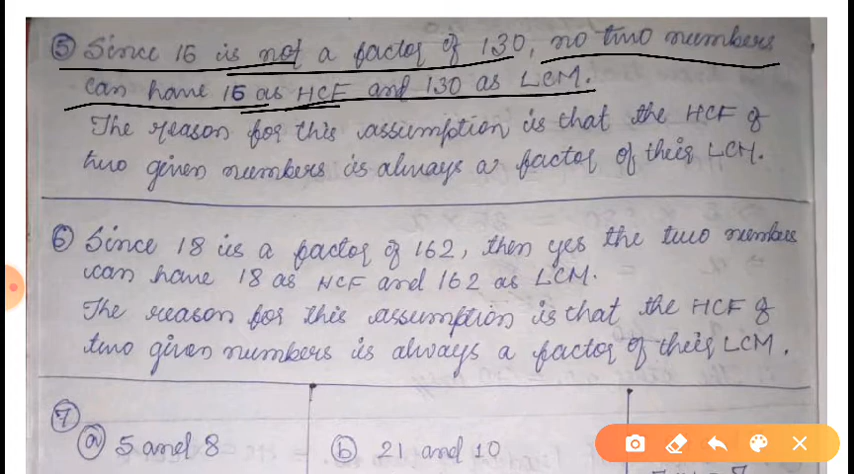 ⑤ Since 16 is not a factor of 130, no two numbers
can have 16 as HCF and 130 as LCM.
The reason for this assumption is that the HCF of
two given numbers is always a factor of their LCM.
⑥ Since 18 is a factor of 162, then yes the two numbers
can have 18 as HCF and 162 as LCM.
The reason for this assumption is that the HCF of
two given numbers is always a factor of their LCM.
⑦
ⓐ 5 and 8 ⓑ 21 and 10